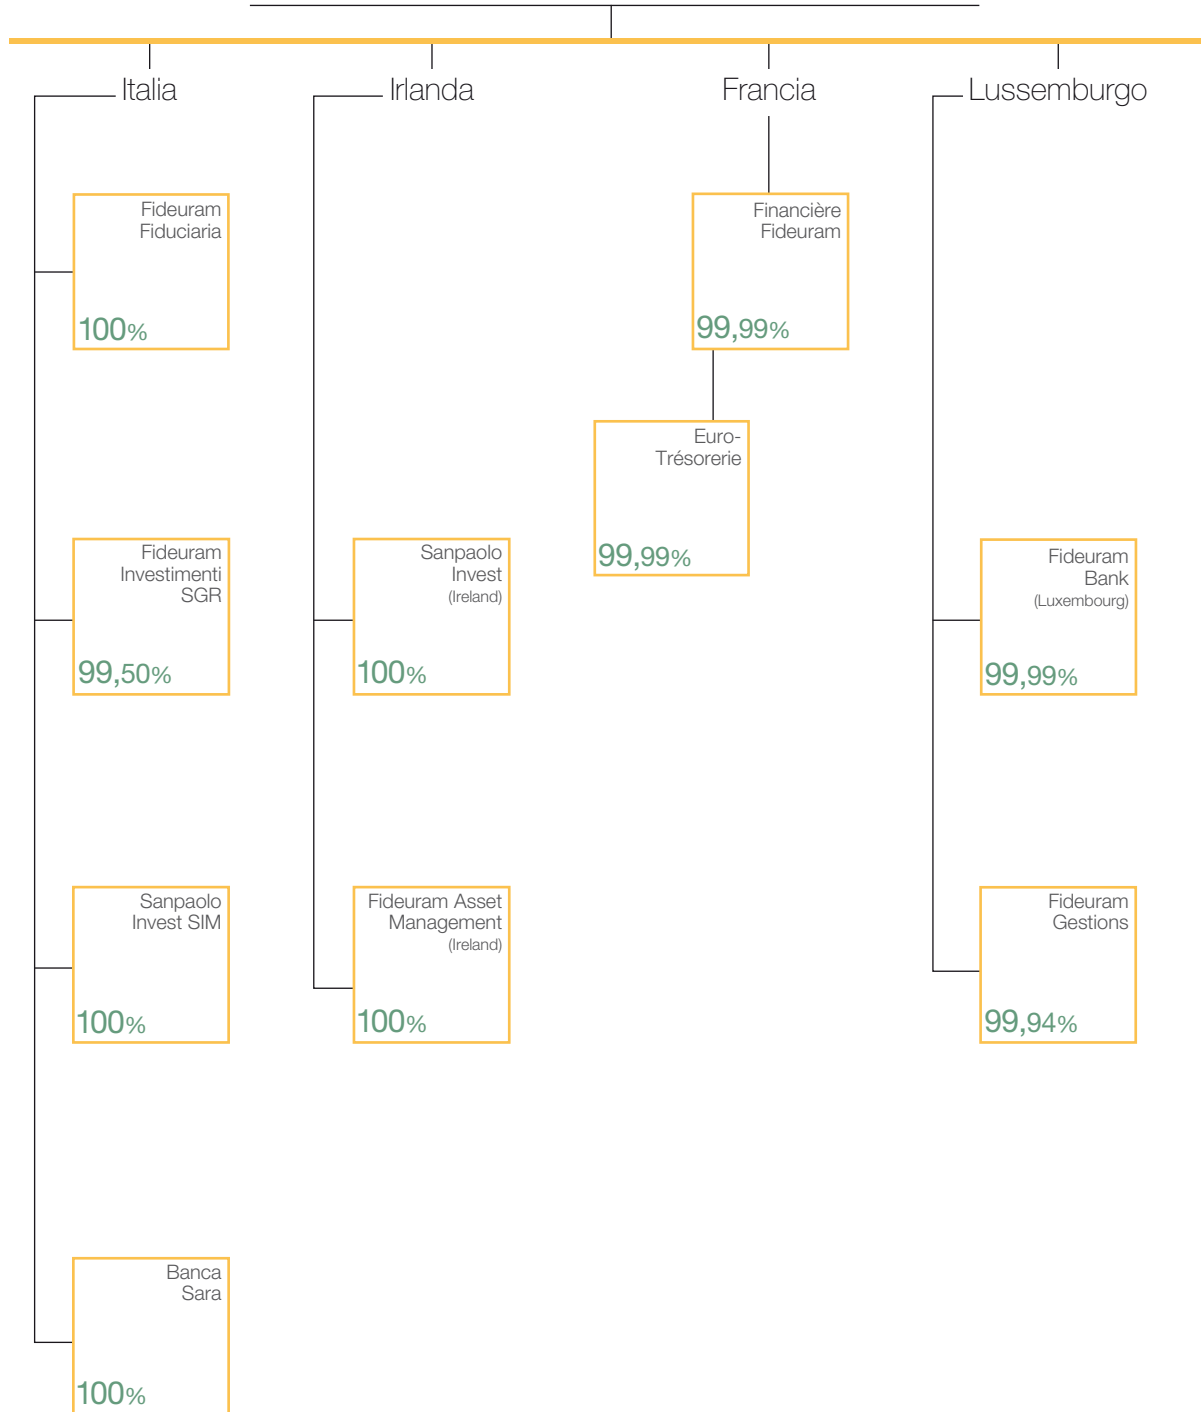 Italia
Irlanda
Francia
Lussemburgo
Fideuram
Fiduciaria
100%
Financière
Fideuram
99,99%
Euro-
Trésorerie
99,99%
Fideuram
Investimenti
SGR
99,50%
Sanpaolo
Invest
(Ireland)
100%
Fideuram
Bank
(Luxembourg)
99,99%
Sanpaolo
Invest SIM
100%
Fideuram Asset
Management
(Ireland)
100%
Fideuram
Gestions
99,94%
Banca
Sara
100%